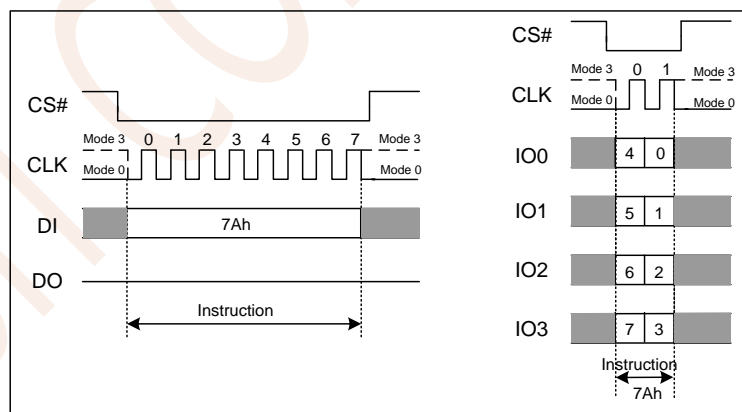 CS#
Mode 3 0 1 2 3 4 5 6 7 Mode 3
CLK
Mode 0 Mode 0
DI 7Ah
DO
Instruction
CS#
Mode 3 0 1 Mode 3
CLK
Mode 0 Mode 0
IO0 4 0
IO1 5 1
IO2 6 2
IO3 7 3
Instruction
7Ah